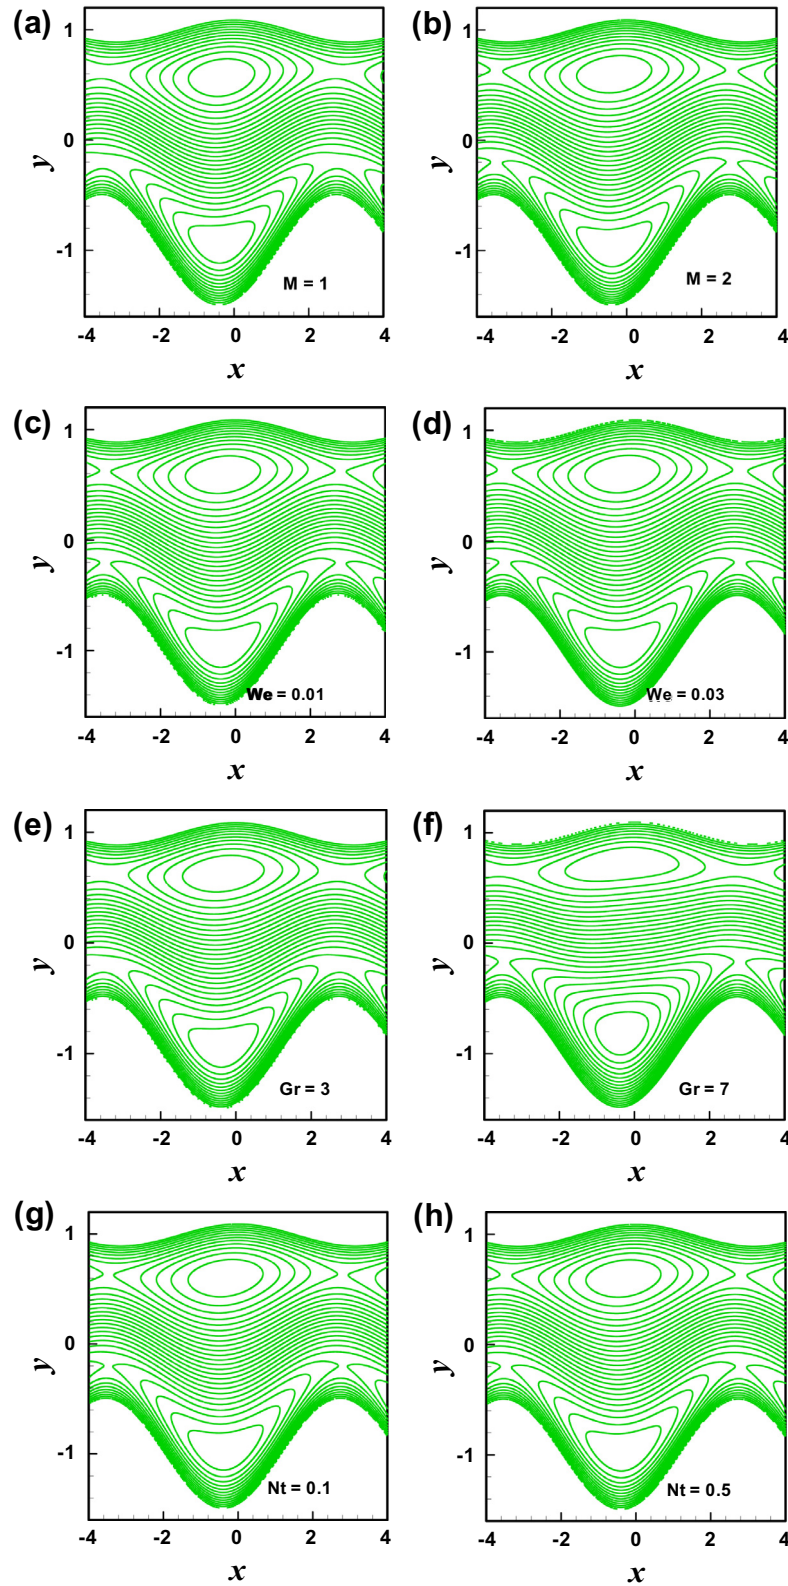 (a) (b)
1 1
0 0
-1 -1
y y
M = 1 M = 2
-4 -2 0 2 4 -4 -2 0 2 4
x x
(c) (d)
1 1
0 0
-1 -1
y y
We = 0.01 We = 0.03
-4 -2 0 2 4 -4 -2 0 2 4
x x
(e) (f)
1 1
0 0
-1 -1
y y
Gr = 3 Gr = 7
-4 -2 0 2 4 -4 -2 0 2 4
x x
(g) (h)
1 1
0 0
-1 -1
y y
Nt = 0.1 Nt = 0.5
-4 -2 0 2 4 -4 -2 0 2 4
x x